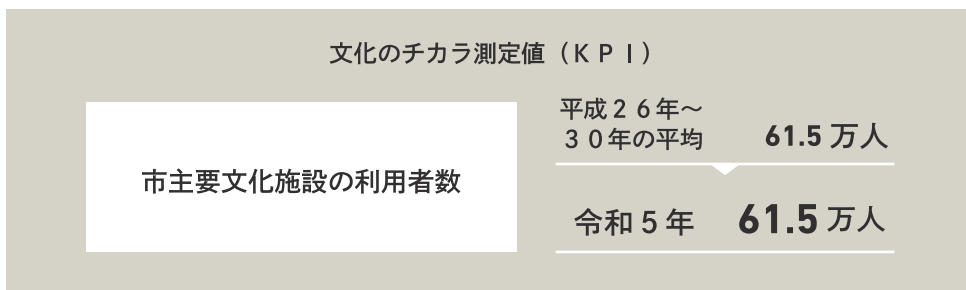 文化のチカラ測定値（ＫＰＩ）
市主要文化施設の利用者数
平成２６年～
３０年の平均 61.5万人
令和５年 61.5万人